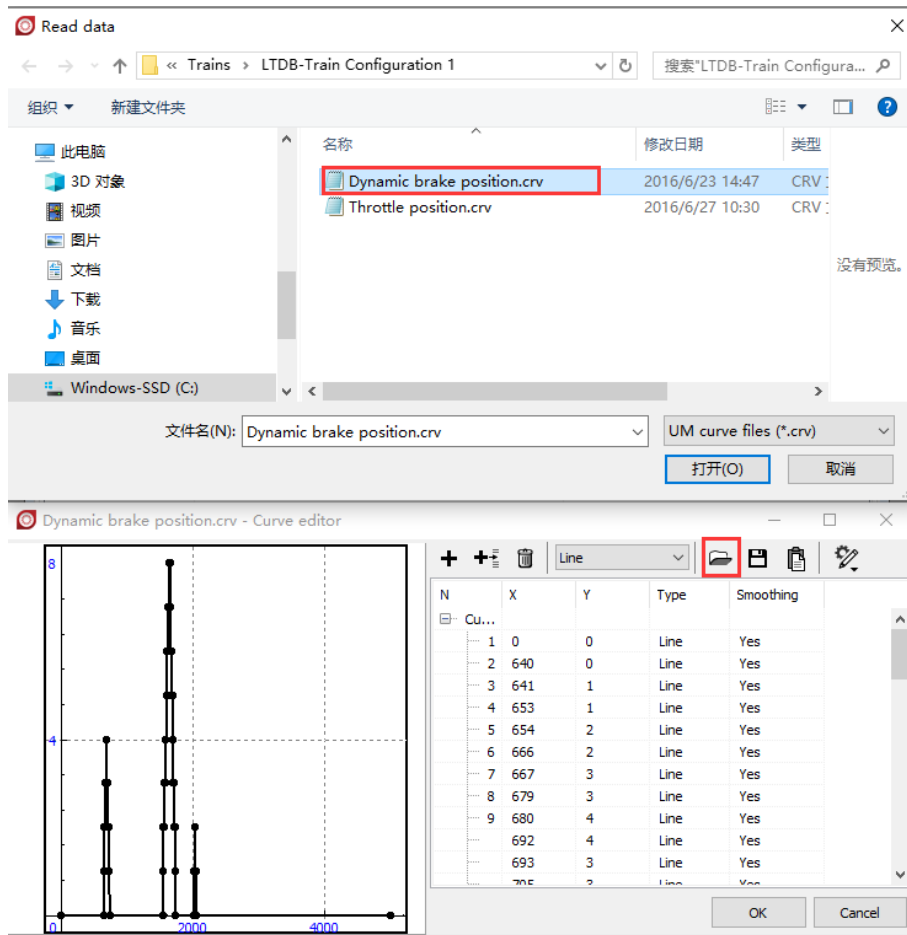 Read data
« Trains › LTDB-Train Configuration 1
搜索"LTDB-Train Configura...
组织
新建文件夹
名称
修改日期
类型
此电脑
3D 对象
视频
图片
文档
下载
音乐
桌面
Windows-SSD (C:)
Dynamic brake position.crv 2016/6/23 14:47 CRV
Throttle position.crv 2016/6/27 10:30 CRV
没有预览。
文件名(N): Dynamic brake position.crv
UM curve files (*.crv)
打开(O)
取消
Dynamic brake position.crv - Curve editor
8
4
0 2000 4000
Line
N X Y Type Smoothing
Cu...
1 0 0 Line Yes
2 640 0 Line Yes
3 641 1 Line Yes
4 653 1 Line Yes
5 654 2 Line Yes
6 666 2 Line Yes
7 667 3 Line Yes
8 679 3 Line Yes
9 680 4 Line Yes
692 4 Line Yes
693 3 Line Yes
OK
Cancel